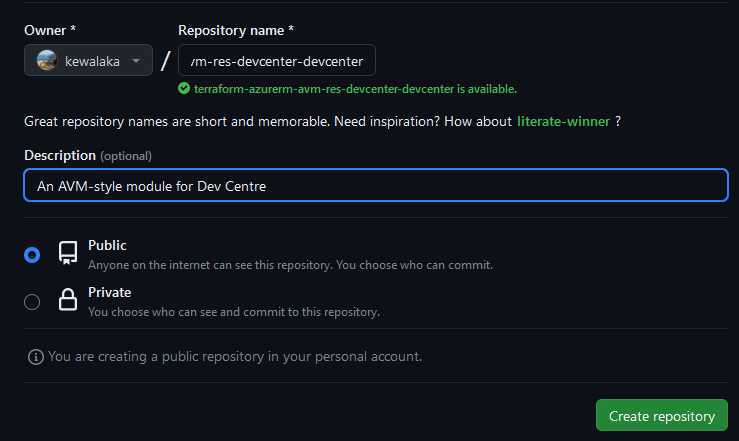 Owner * Repository name *
kewalaka / vm-res-devcenter-devcenter
terraform-azurerm-avm-res-devcenter-devcenter is available.
Great repository names are short and memorable. Need inspiration? How about literate-winner ?
Description (optional)
An AVM-style module for Dev Centre
Public
Anyone on the internet can see this repository. You choose who can commit.
Private
You choose who can see and commit to this repository.
You are creating a public repository in your personal account.
Create repository